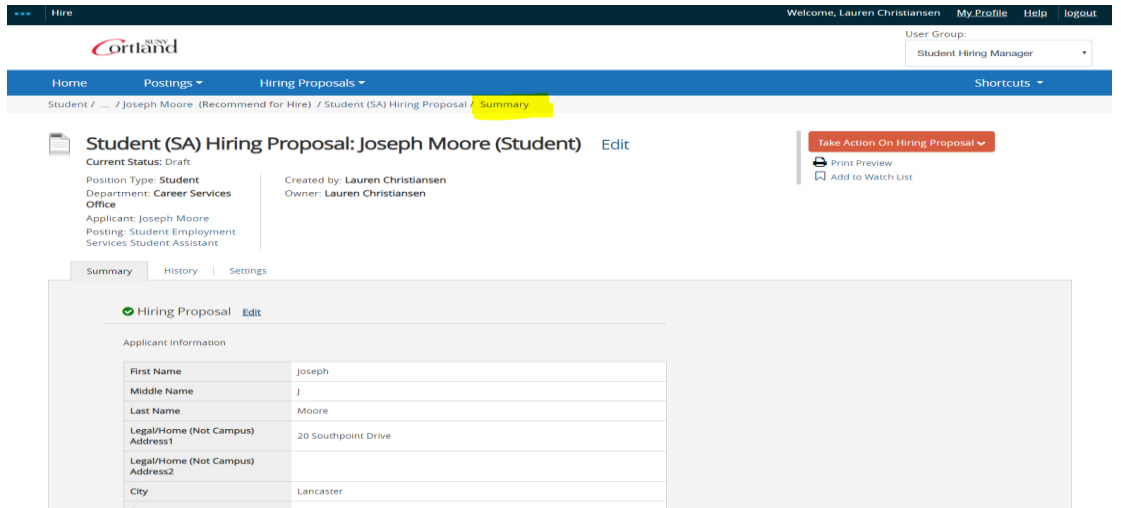 Hire
Welcome, Lauren Christiansen My Profile Help logout
SUNY
Cortland
User Group:
Student Hiring Manager
Home Postings Hiring Proposals Shortcuts
Student / ... / Joseph Moore (Recommend for Hire) / Student (SA) Hiring Proposal / Summary
Student (SA) Hiring Proposal: Joseph Moore (Student) Edit
Current Status: Draft
Position Type: Student
Department: Career Services
Office
Applicant: Joseph Moore
Posting: Student Employment
Services Student Assistant
Created by: Lauren Christiansen
Owner: Lauren Christiansen
Take Action On Hiring Proposal
Print Preview
Add to Watch List
Summary History Settings
Hiring Proposal Edit
Applicant Information
First Name Joseph
Middle Name J
Last Name Moore
Legal/Home (Not Campus)
Address1
20 Southpoint Drive
Legal/Home (Not Campus)
Address2
City Lancaster